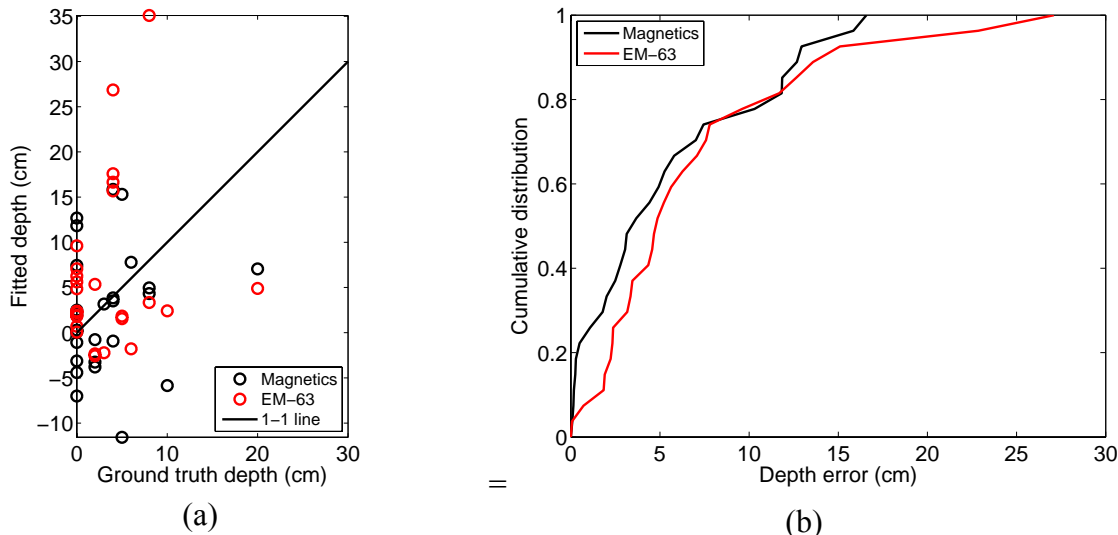 35
30
25
20
15
10
5
0
−5
−10
Fitted depth (cm)
Magnetics
EM−63
1−1 line
0
10
20
30
Ground truth depth (cm)
(a)
=
1
0.8
0.6
0.4
0.2
0
Cumulative distribution
Magnetics
EM−63
0
5
10
15
20
25
30
Depth error (cm)
(b)